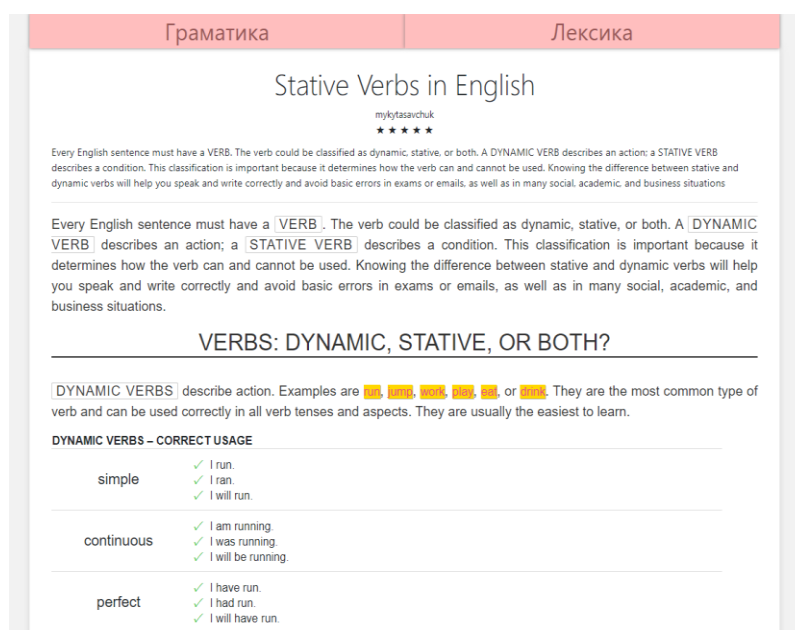 Граматика
Лексика
Stative Verbs in English
mykytasavchuk
★ ★ ★ ★ ★
Every English sentence must have a VERB. The verb could be classified as dynamic, stative, or both. A DYNAMIC VERB describes an action; a STATIVE VERB
describes a condition. This classification is important because it determines how the verb can and cannot be used. Knowing the difference between stative and
dynamic verbs will help you speak and write correctly and avoid basic errors in exams or emails, as well as in many social, academic, and business situations
Every English sentence must have a VERB . The verb could be classified as dynamic, stative, or both. A DYNAMIC
VERB describes an action; a STATIVE VERB describes a condition. This classification is important because it
determines how the verb can and cannot be used. Knowing the difference between stative and dynamic verbs will help
you speak and write correctly and avoid basic errors in exams or emails, as well as in many social, academic, and
business situations.
VERBS: DYNAMIC, STATIVE, OR BOTH?
DYNAMIC VERBS describe action. Examples are run, jump, work, play, eat, or drink. They are the most common type of
verb and can be used correctly in all verb tenses and aspects. They are usually the easiest to learn.
DYNAMIC VERBS – CORRECT USAGE
simple
✓ I run.
✓ I ran.
✓ I will run.
continuous
✓ I am running.
✓ I was running.
✓ I will be running.
perfect
✓ I have run.
✓ I had run.
✓ I will have run.